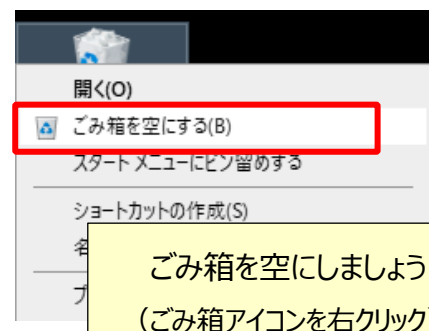 開く(O)
ごみ箱を空にする(B)
スタート メニューにピン留めする
ショートカットの作成(S)
名
プ
ごみ箱を空にしましょう
(ごみ箱アイコンを右クリック)